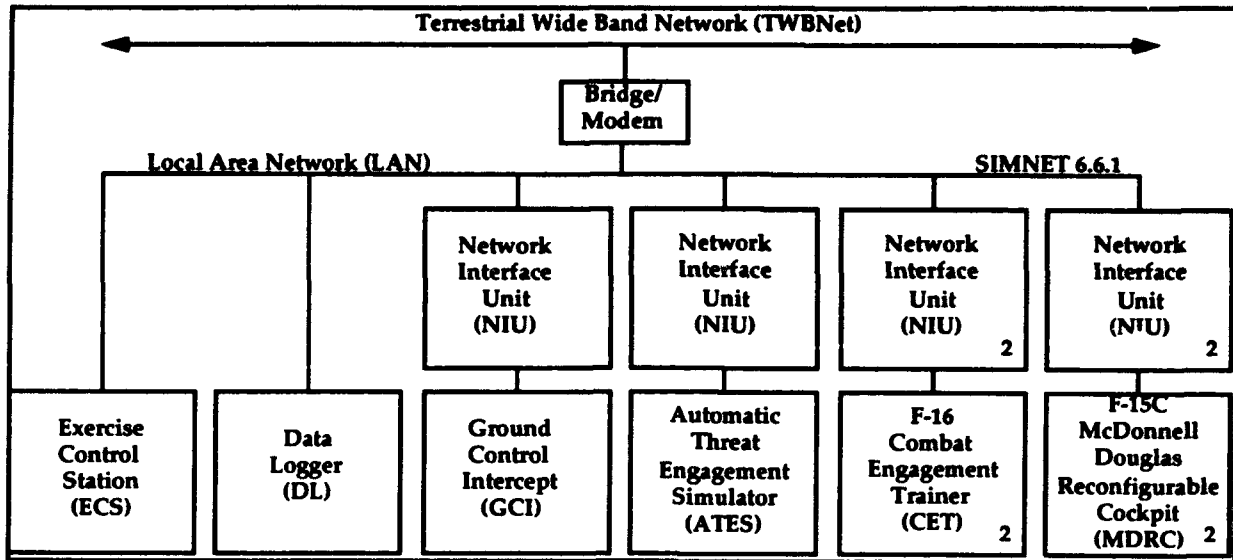 Terrestrial Wide Band Network (TWBNet)
Bridge/
Modem
Local Area Network (LAN)
SIMNET 6.6.1
Network
Interface
Unit
(NIU)
Network
Interface
Unit
(NIU)
Network
Interface
Unit
(NIU)
2
Network
Interface
Unit
(NIU)
2
Exercise
Control
Station
(ECS)
Data
Logger
(DL)
Ground
Control
Intercept
(GCI)
Automatic
Threat
Engagement
Simulator
(ATES)
F-16
Combat
Engagement
Trainer
(CET)
2
F-15C
McDonnell
Douglas
Reconfigurable
Cockpit
(MDRC)
2